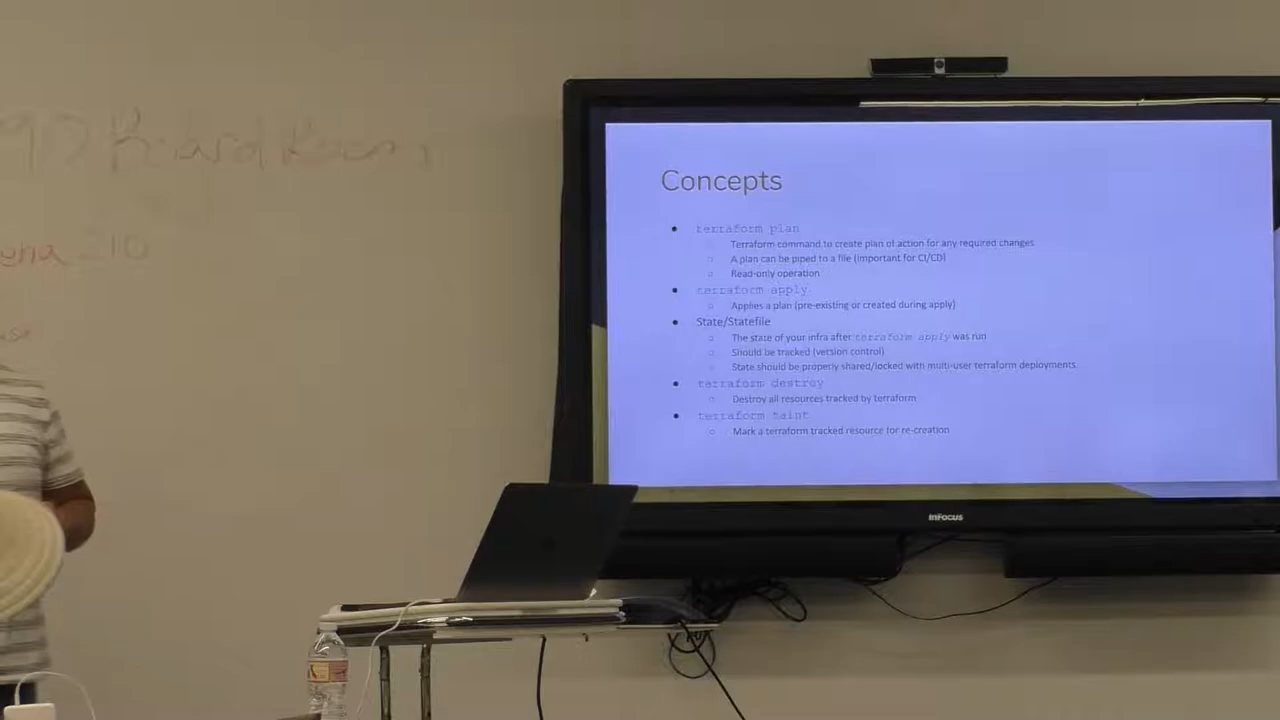 Board Room
210
Concepts
● terraform plan
○ Terraform command to create plan of action for any required changes
○ A plan can be piped to a file (important for CI/CD)
○ Read-only operation
● terraform apply
○ Applies a plan (pre-existing or created during apply)
● State/Statefile
○ The state of your infra after terraform apply was run
○ Should be tracked (version control)
○ State should be properly shared/locked with multi-user terraform deployments
● terraform destroy
○ Destroy all resources tracked by terraform
● terraform taint
○ Mark a terraform tracked resource for re-creation
InFocus